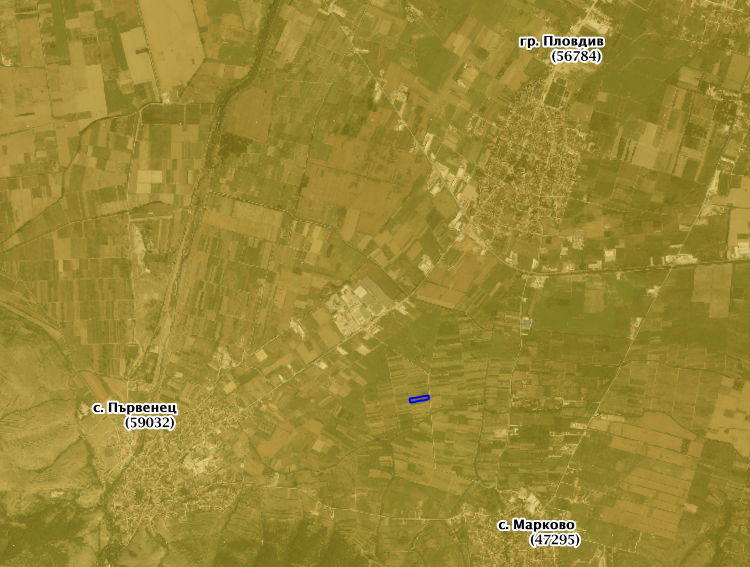 гр. Пловдив
(56784)
с. Първенец
(59032)
с. Марково
(47295)